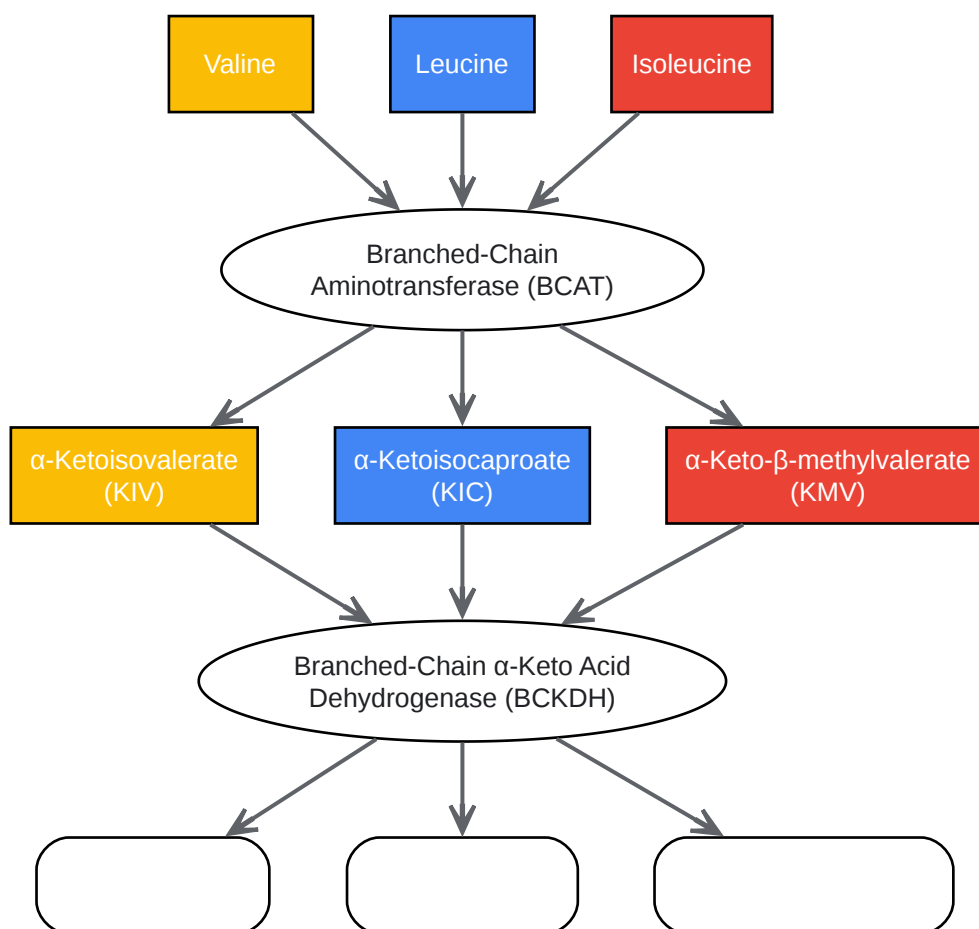 Valine
Leucine
Isoleucine
Branched-Chain
Aminotransferase (BCAT)
α-Ketoisovalerate
(KIV)
α-Ketoisocaproate
(KIC)
α-Keto-β-methylvalerate
(KMV)
Branched-Chain α-Keto Acid
Dehydrogenase (BCKDH)